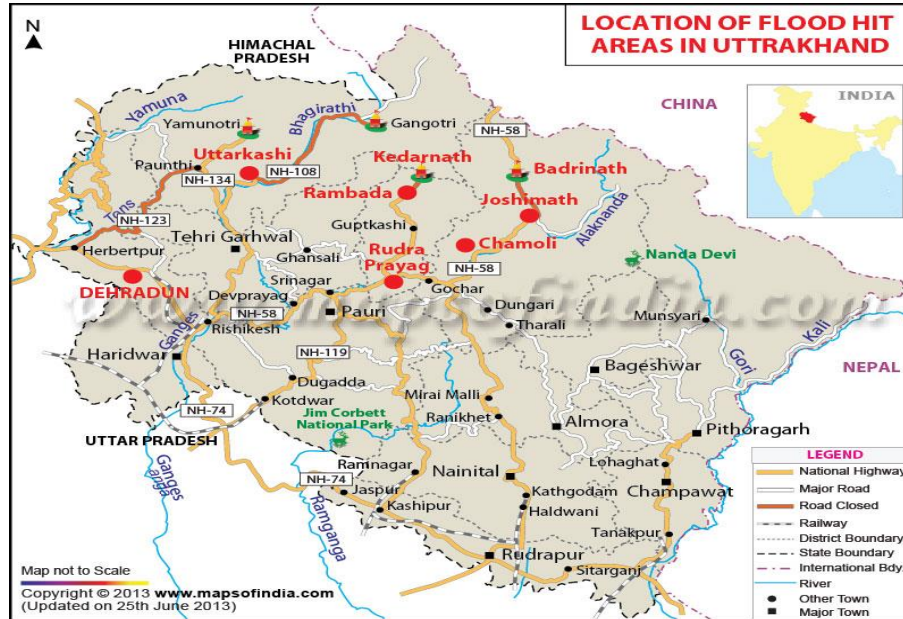 LOCATION OF FLOOD HIT
AREAS IN UTTRAKHAND
N
HIMACHAL
PRADESH
CHINA
INDIA
Yamuna
Yamunotri
Bhagirathi
Gangotri
NH-58
Paunthi
Uttarkashi
NH-134
NH-108
Kedarnath
Badrinath
Rambada
Joshimath
Tons
NH-123
Alaknanda
Herbertpur
Tehri Garhwal
Guptkashi
Chamoli
Ghansali
Rudra
Prayag
NH-58
Nanda Devi
DEHRADUN
Srinagar
Gochar
Devprayag
Dungari
www.mapsofindia.com
NH-58
Pauri
Tharali
Munsyari
Ganges
Rishikesh
Kali
Haridwar
NH-119
Gori
NEPAL
Bageshwar
Dugadda
Kotdwar
Mirai Malli
NH-74
Jim Corbett
National Park
Ranikhet
Almora
Pithoragarh
UTTAR PRADESH
Ganges
anga
Ramnagar
Nainital
Lohaghat
NH-74
Jaspur
Kathgodam
Champawat
Kashipur
Haldwani
Ramganga
Tanakpur
Rudrapur
Sitarganj
LEGEND
National Highway
Major Road
Road Closed
Railway
District Boundary
State Boundary
International Bdy.
River
Other Town
Major Town
Map not to Scale
Copyright © 2013 www.mapsofindia.com
(Updated on 25th June 2013)